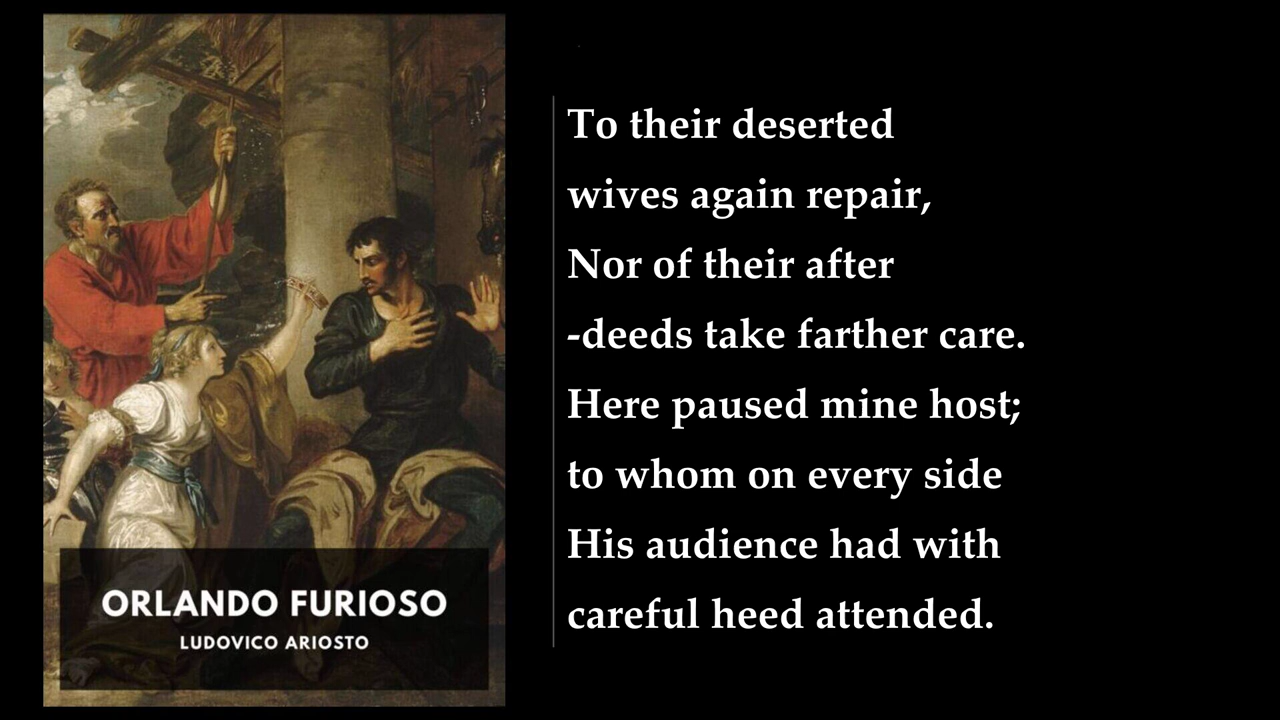 ORLANDO FURIOSO
LUDOVICO ARIOSTO
To their deserted
wives again repair,
Nor of their after
-deeds take farther care.
Here paused mine host;
to whom on every side
His audience had with
careful heed attended.